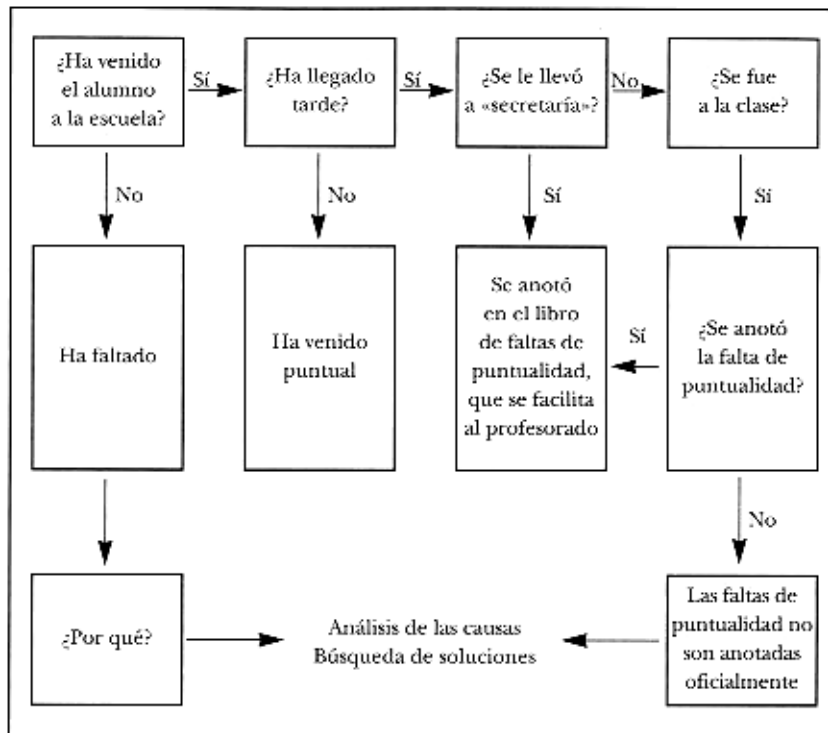 ¿Ha venido
el alumno
a la escuela?
Sí
¿Ha llegado
tarde?
Sí
¿Se le llevó
a «secretaría»?
No
¿Se fue
a la clase?
No
No
Sí
Sí
Ha faltado
Ha venido
puntual
Se anotó
en el libro
de faltas de
puntualidad,
que se facilita
al profesorado
Sí
¿Se anotó
la falta de
puntualidad?
No
¿Por qué?
Análisis de las causas
Búsqueda de soluciones
Las faltas de
puntualidad no
son anotadas
oficialmente